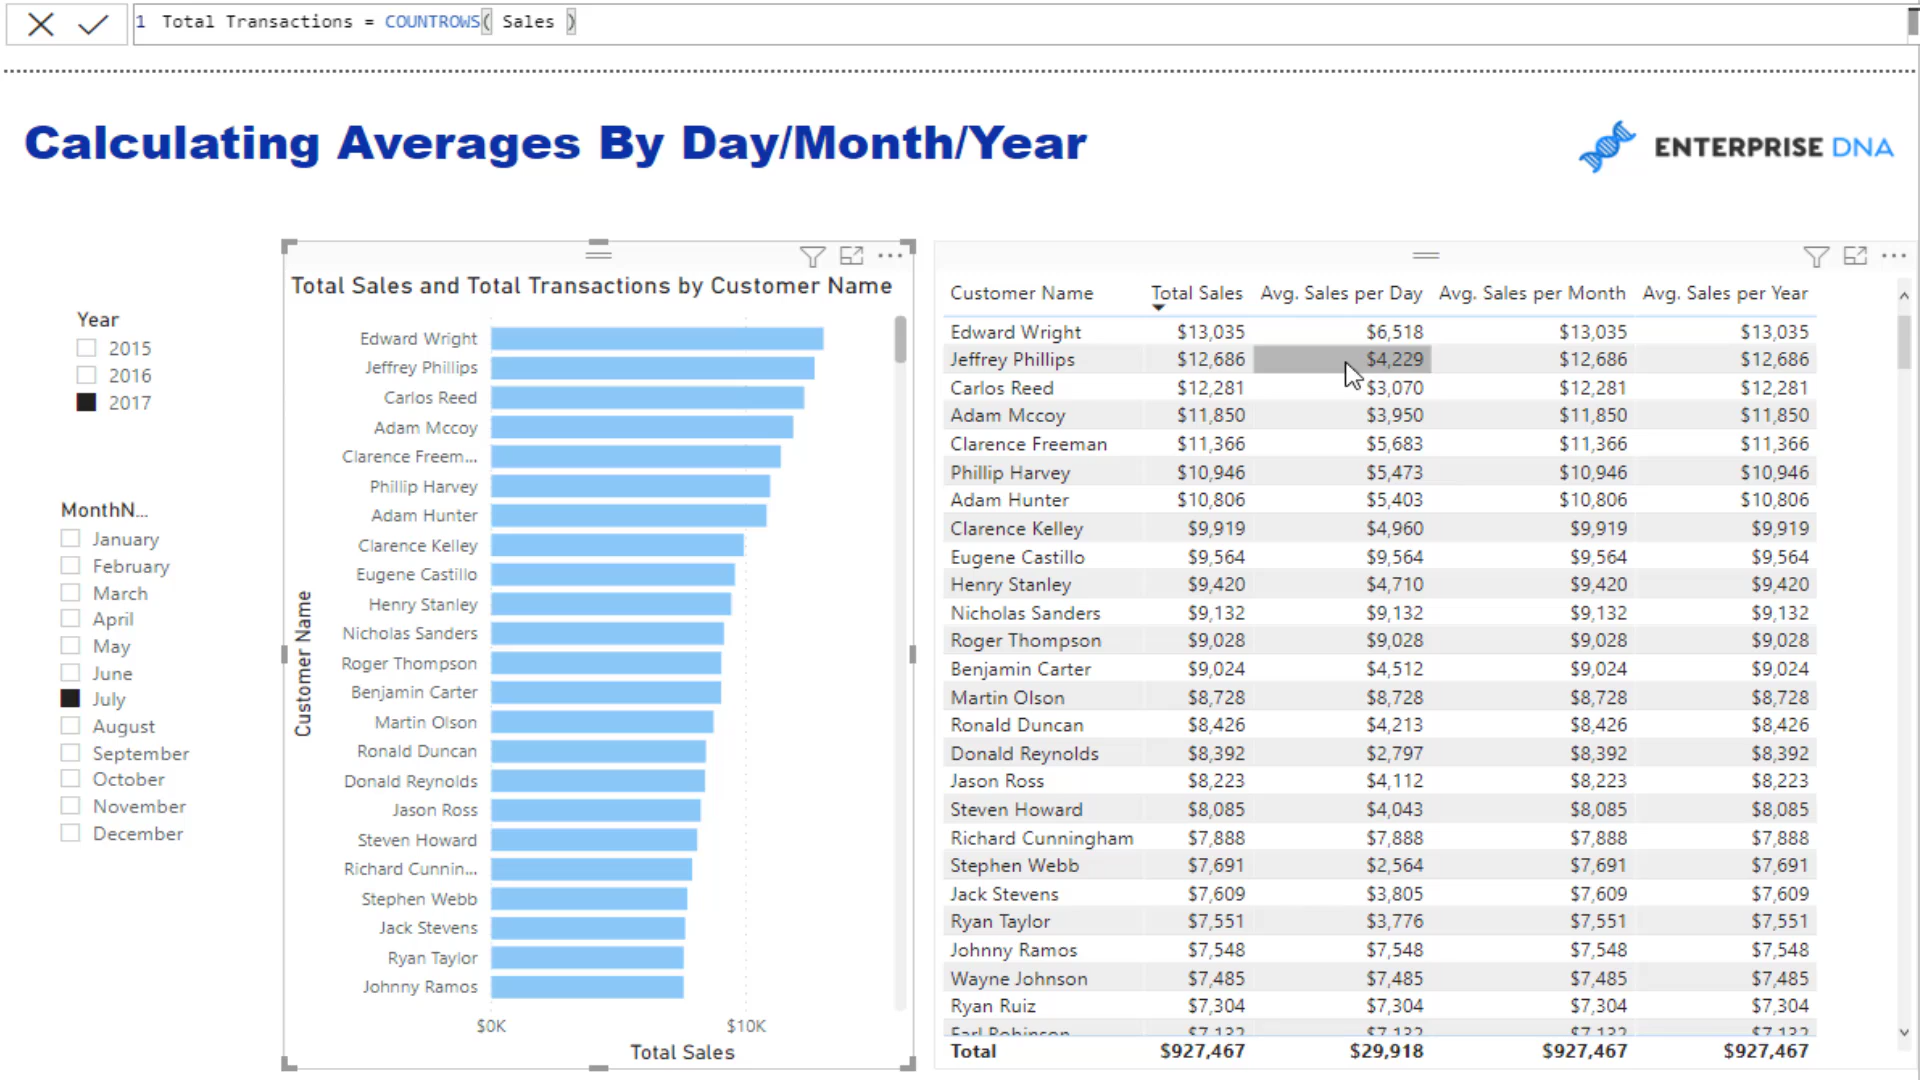 1 Total Transactions = COUNTROWS( Sales )
Calculating Averages By Day/Month/Year
ENTERPRISE DNA
Year
2015
2016
2017
MonthN...
January
February
March
April
May
June
July
August
September
October
November
December
Total Sales and Total Transactions by Customer Name
Customer Name
Edward Wright
Jeffrey Phillips
Carlos Reed
Adam Mccoy
Clarence Freem...
Phillip Harvey
Adam Hunter
Clarence Kelley
Eugene Castillo
Henry Stanley
Nicholas Sanders
Roger Thompson
Benjamin Carter
Martin Olson
Ronald Duncan
Donald Reynolds
Jason Ross
Steven Howard
Richard Cunnin...
Stephen Webb
Jack Stevens
Ryan Taylor
Johnny Ramos
$0K $10K
Total Sales
Customer Name Total Sales Avg. Sales per Day Avg. Sales per Month Avg. Sales per Year
Edward Wright $13,035 $6,518 $13,035 $13,035
Jeffrey Phillips $12,686 $4,229 $12,686 $12,686
Carlos Reed $12,281 $3,070 $12,281 $12,281
Adam Mccoy $11,850 $3,950 $11,850 $11,850
Clarence Freeman $11,366 $5,683 $11,366 $11,366
Phillip Harvey $10,946 $5,473 $10,946 $10,946
Adam Hunter $10,806 $5,403 $10,806 $10,806
Clarence Kelley $9,919 $4,960 $9,919 $9,919
Eugene Castillo $9,564 $9,564 $9,564 $9,564
Henry Stanley $9,420 $4,710 $9,420 $9,420
Nicholas Sanders $9,132 $9,132 $9,132 $9,132
Roger Thompson $9,028 $9,028 $9,028 $9,028
Benjamin Carter $9,024 $4,512 $9,024 $9,024
Martin Olson $8,728 $8,728 $8,728 $8,728
Ronald Duncan $8,426 $4,213 $8,426 $8,426
Donald Reynolds $8,392 $2,797 $8,392 $8,392
Jason Ross $8,223 $4,112 $8,223 $8,223
Steven Howard $8,085 $4,043 $8,085 $8,085
Richard Cunningham $7,888 $7,888 $7,888 $7,888
Stephen Webb $7,691 $2,564 $7,691 $7,691
Jack Stevens $7,609 $3,805 $7,609 $7,609
Ryan Taylor $7,551 $3,776 $7,551 $7,551
Johnny Ramos $7,548 $7,548 $7,548 $7,548
Wayne Johnson $7,485 $7,485 $7,485 $7,485
Ryan Ruiz $7,304 $7,304 $7,304 $7,304
Earl Robinson $7,132 $7,132 $7,132 $7,132
Total $927,467 $29,918 $927,467 $927,467